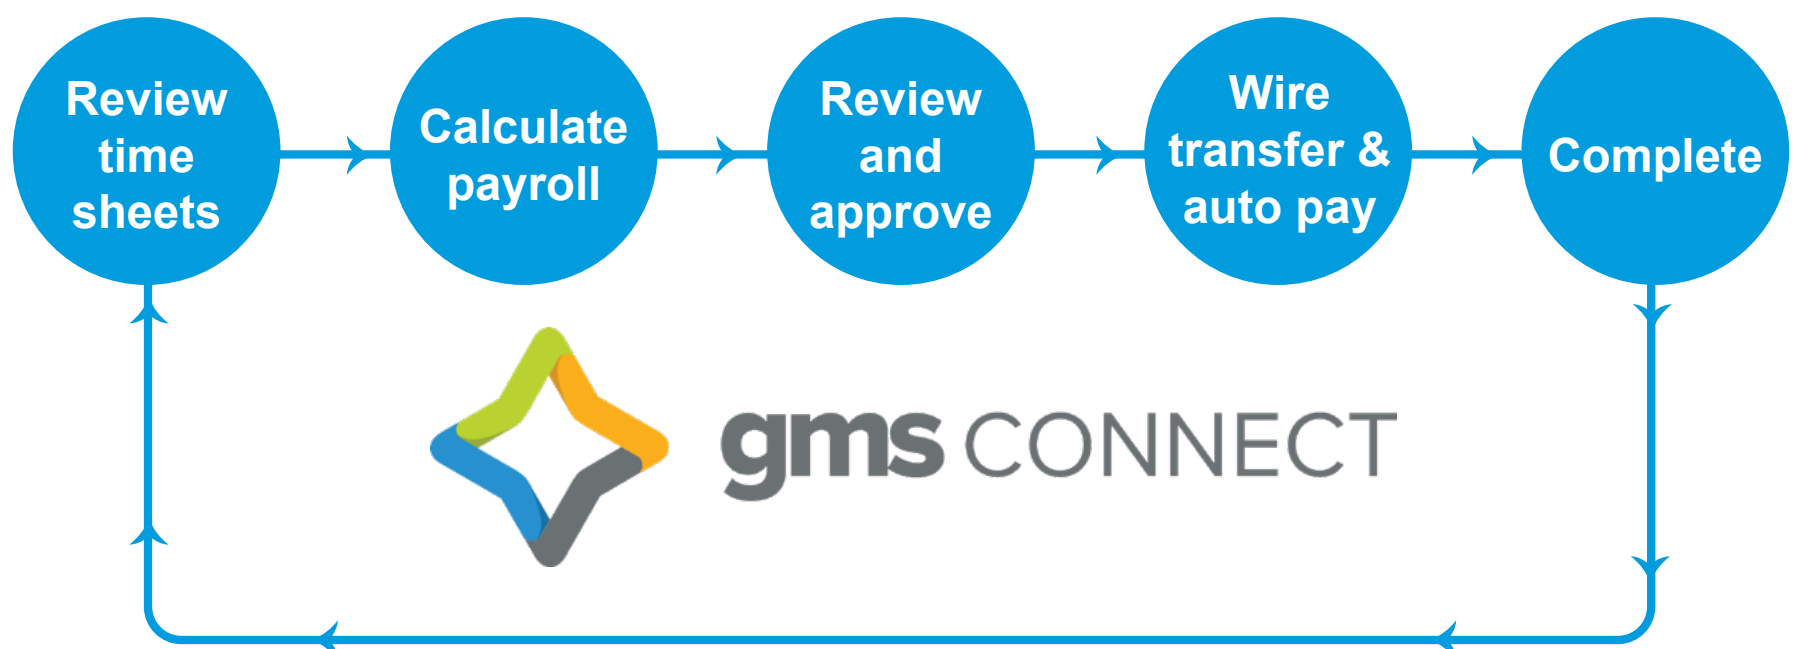 Review
time
sheets
Calculate
payroll
Review
and
approve
Wire
transfer &
auto pay
Complete
gms CONNECT